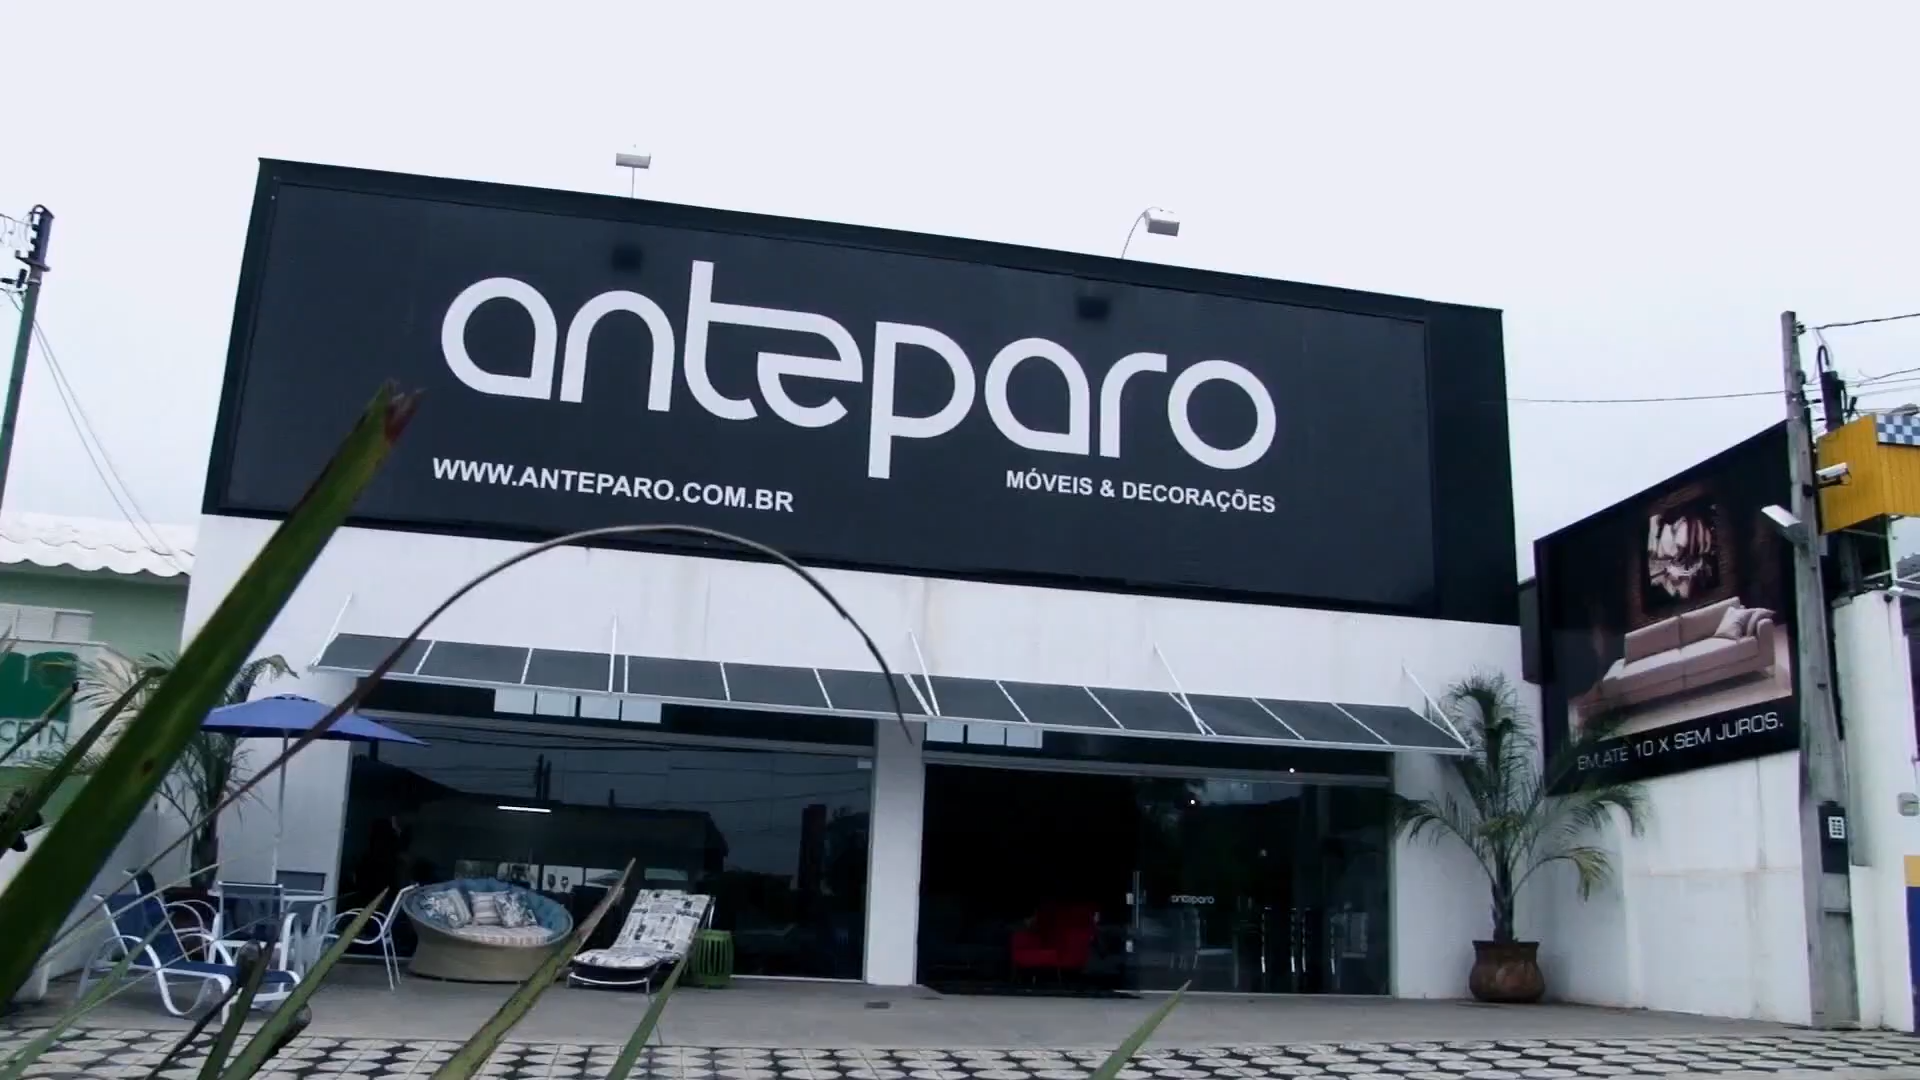 anteparo
WWW.ANTEPARO.COM.BR
MÓVEIS & DECORAÇÕES
EM ATÉ 10 X SEM JUROS.
anteparo